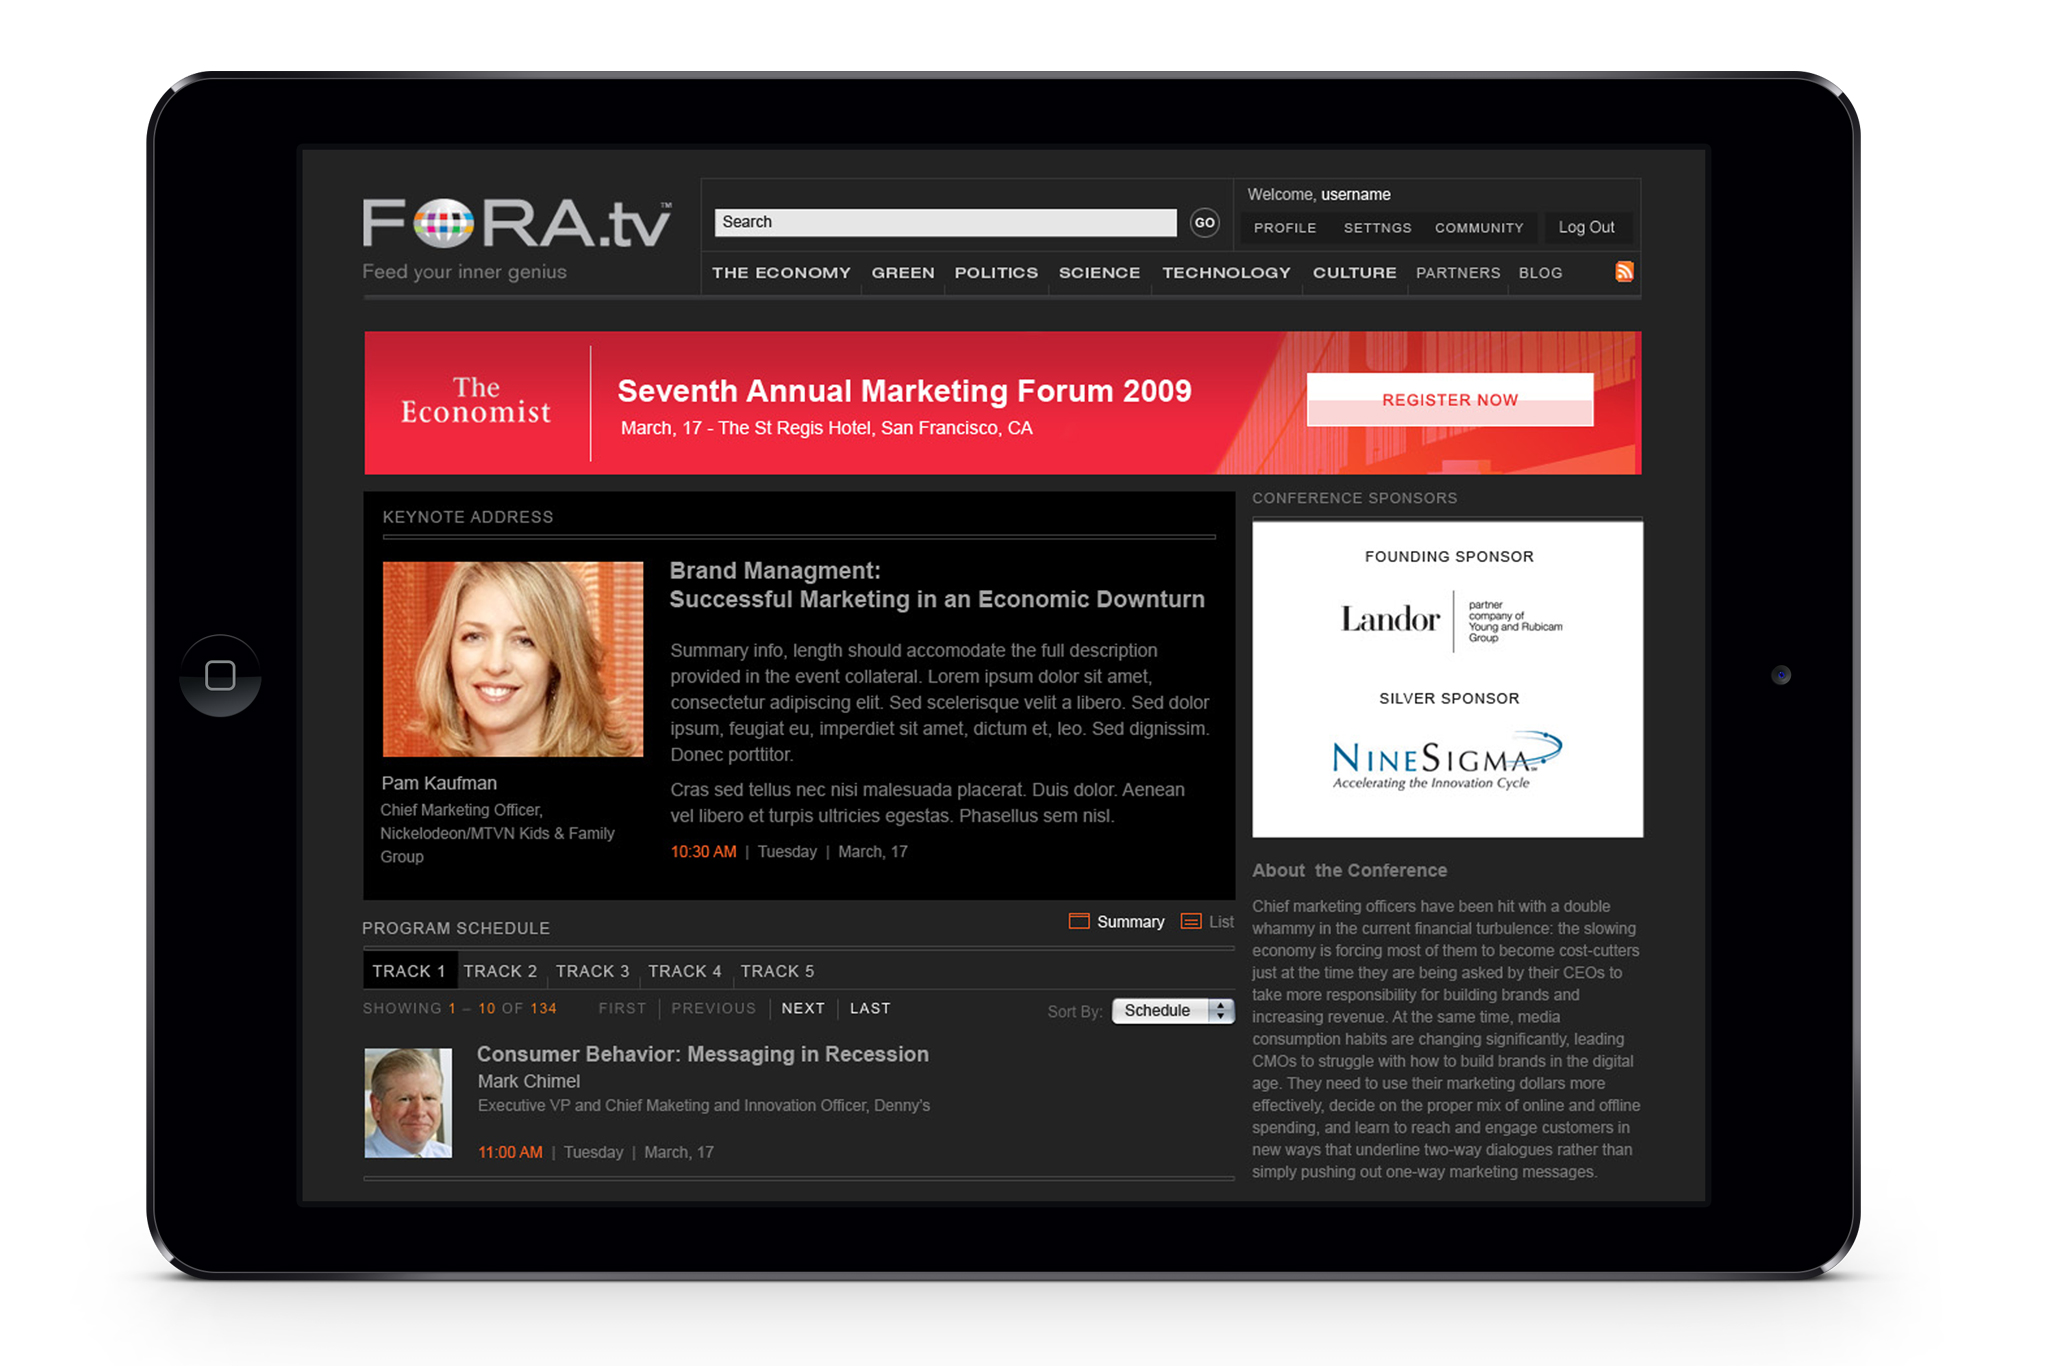 FORA.tv™
Feed your inner genius
Search
GO
Welcome, username
PROFILE SETTNGS COMMUNITY Log Out
THE ECONOMY GREEN POLITICS SCIENCE TECHNOLOGY CULTURE PARTNERS BLOG
The
Economist
Seventh Annual Marketing Forum 2009
March, 17 - The St Regis Hotel, San Francisco, CA
REGISTER NOW
KEYNOTE ADDRESS
Brand Managment:
Successful Marketing in an Economic Downturn
Summary info, length should accomodate the full description
provided in the event collateral. Lorem ipsum dolor sit amet,
consectetur adipiscing elit. Sed scelerisque velit a libero. Sed dolor
ipsum, feugiat eu, imperdiet sit amet, dictum et, leo. Sed dignissim.
Donec porttitor.
Cras sed tellus nec nisi malesuada placerat. Duis dolor. Aenean
vel libero et turpis ultricies egestas. Phasellus sem nisl.
10:30 AM | Tuesday | March, 17
Pam Kaufman
Chief Marketing Officer,
Nickelodeon/MTVN Kids & Family
Group
CONFERENCE SPONSORS
FOUNDING SPONSOR
Landor
partner
company of
Young and Rubicam
Group
SILVER SPONSOR
NINESIGMA℠
Accelerating the Innovation Cycle
About the Conference
Chief marketing officers have been hit with a double
whammy in the current financial turbulence: the slowing
economy is forcing most of them to become cost-cutters
just at the time they are being asked by their CEOs to
take more responsibility for building brands and
increasing revenue. At the same time, media
consumption habits are changing significantly, leading
CMOs to struggle with how to build brands in the digital
age. They need to use their marketing dollars more
effectively, decide on the proper mix of online and offline
spending, and learn to reach and engage customers in
new ways that underline two-way dialogues rather than
simply pushing out one-way marketing messages.
PROGRAM SCHEDULE
Summary List
TRACK 1 TRACK 2 TRACK 3 TRACK 4 TRACK 5
SHOWING 1 – 10 OF 134 FIRST PREVIOUS NEXT LAST
Sort By: Schedule
Consumer Behavior: Messaging in Recession
Mark Chimel
Executive VP and Chief Maketing and Innovation Officer, Denny's
11:00 AM | Tuesday | March, 17